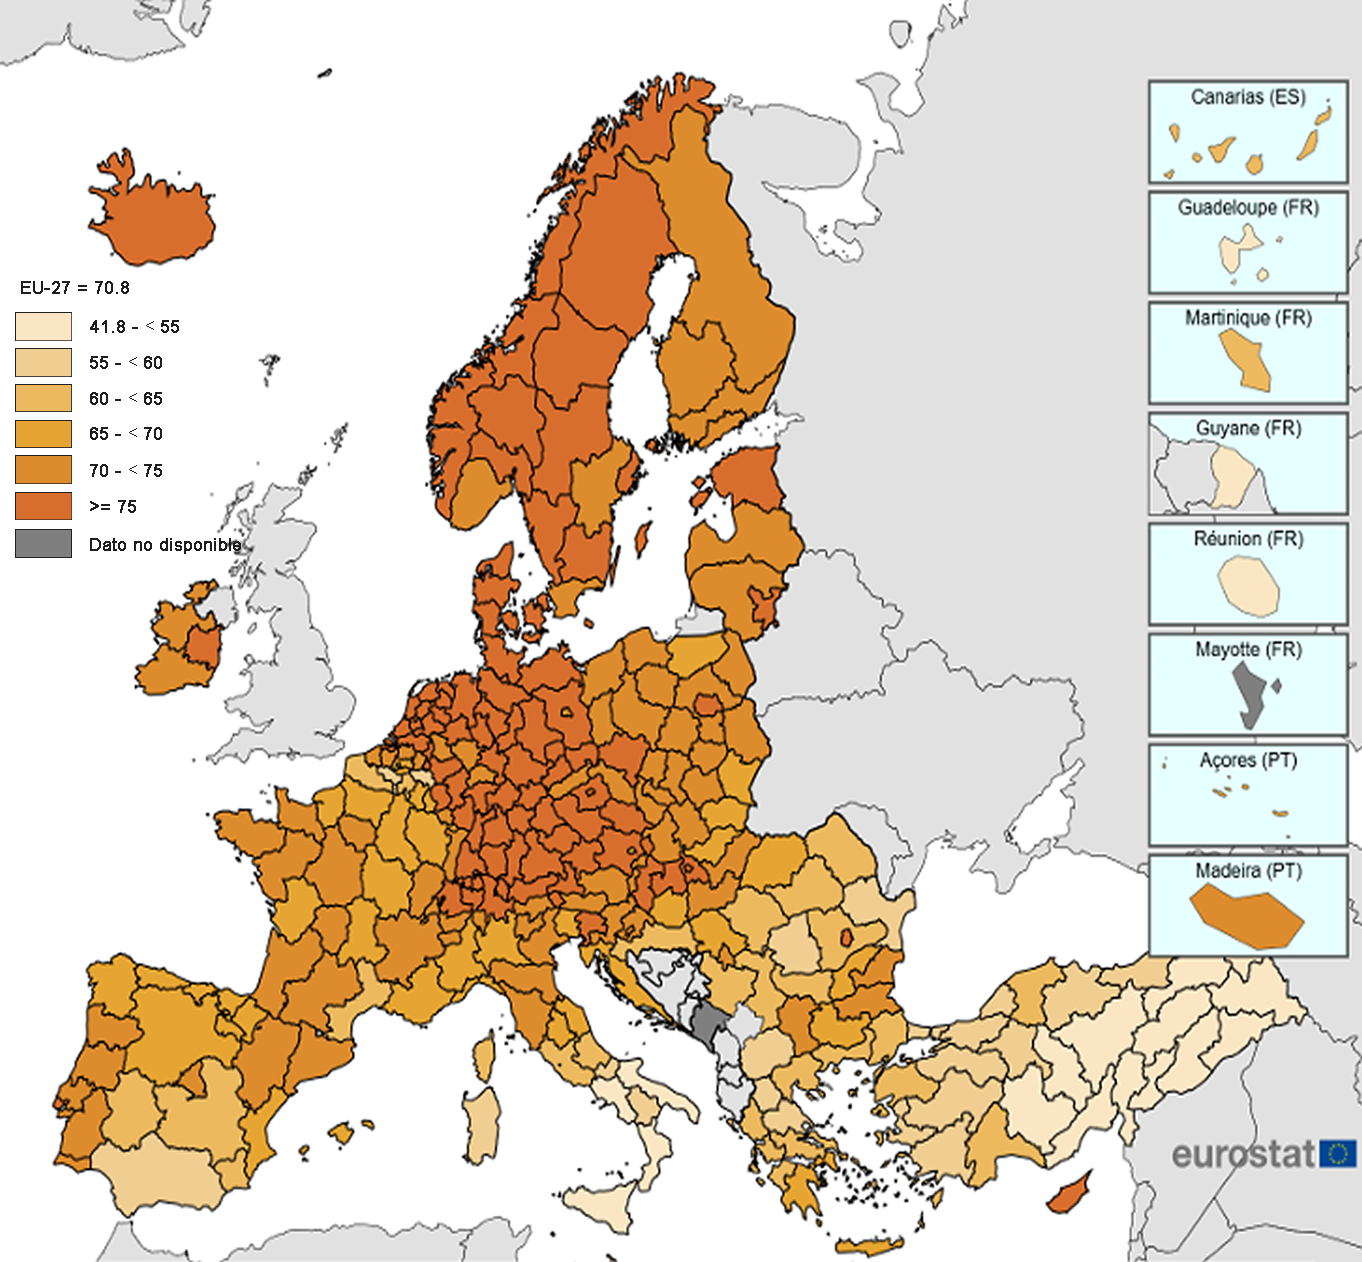 EU-27 = 70.8
41.8 - < 55
55 - < 60
60 - < 65
65 - < 70
70 - < 75
>= 75
Dato no disponible
Canarias (ES)
Guadeloupe (FR)
Martinique (FR)
Guyane (FR)
Réunion (FR)
Mayotte (FR)
Açores (PT)
Madeira (PT)
eurostat